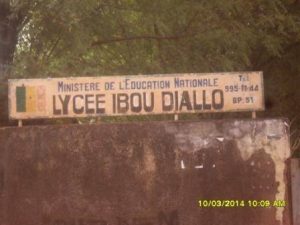 MINISTERE DE L'EDUCATION NATIONALE
LYCEE IBOU DIALLO
Tel
995-11-44
BP: 51
10/03/2014 10:09 AM